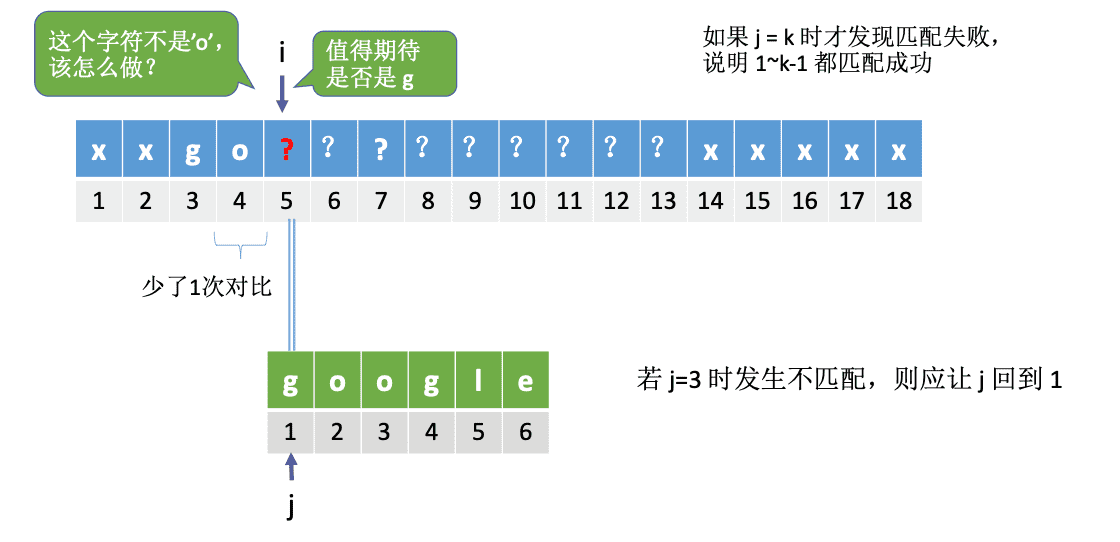 这个字符不是’o’，
该怎么做？
i
值得期待
是否是 g
如果 j = k 时才发现匹配失败，
说明 1~k-1 都匹配成功
x x g o ? ? ? ? ? ? ? ? ? x x x x x
1 2 3 4 5 6 7 8 9 10 11 12 13 14 15 16 17 18
少了1次对比
g o o g l e
1 2 3 4 5 6
若 j=3 时发生不匹配，则应让 j 回到 1
j